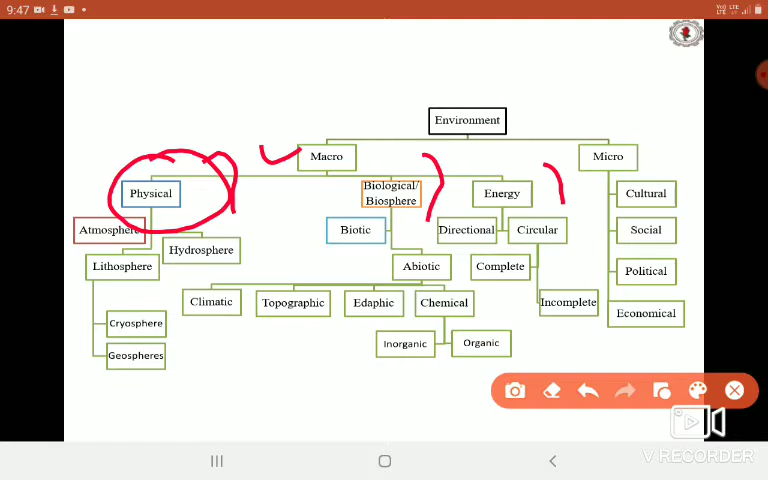 9:47
Environment
Macro
Micro
Physical
Biological/
Biosphere
Energy
Cultural
Atmosphere
Hydrosphere
Biotic
Directional
Circular
Social
Lithosphere
Abiotic
Complete
Political
Climatic
Topographic
Edaphic
Chemical
Incomplete
Economical
Cryosphere
Geospheres
Inorganic
Organic
V RECORDER